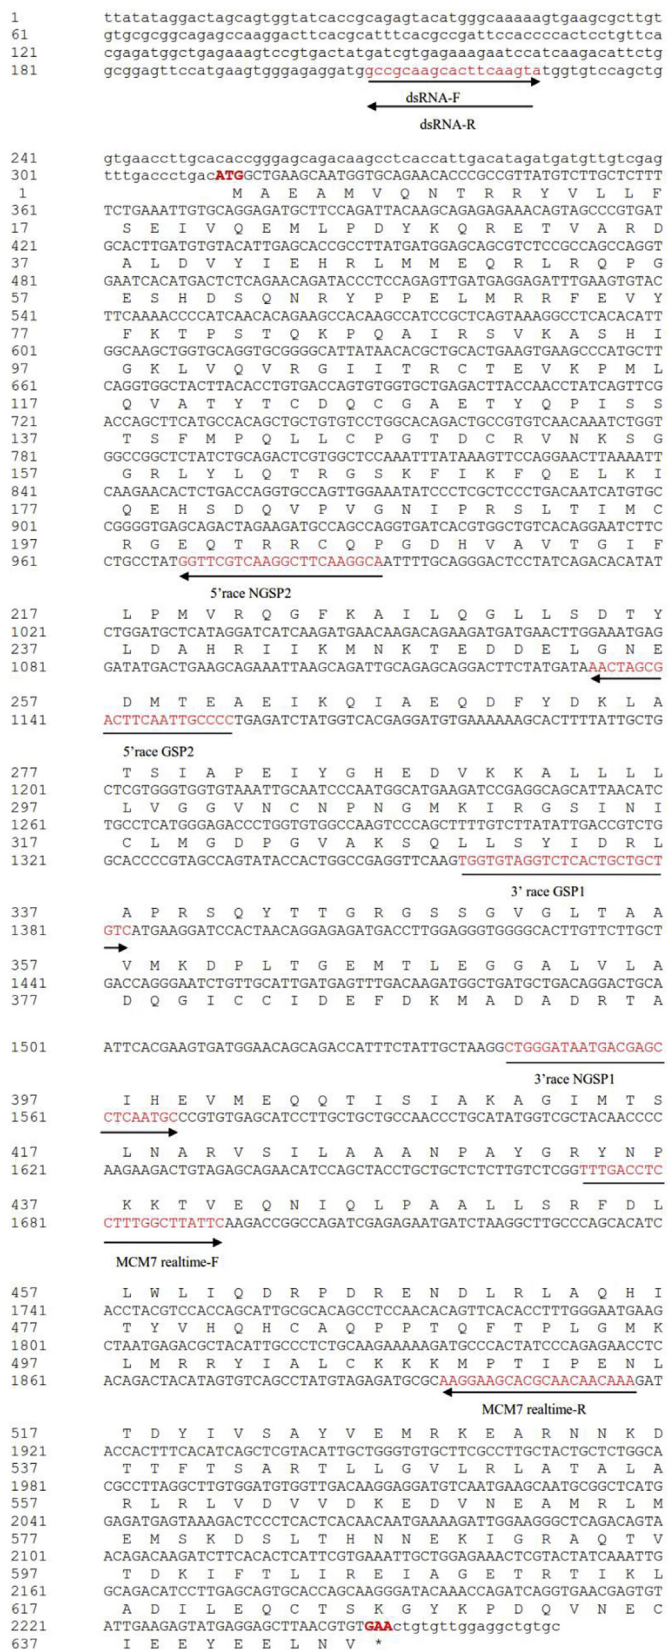 1 ttatataggactagcagtggtatcaccgcagagtacatgggcaaaaagtgaagcgcttgt
61 gtgcgcggcagagccaaggacttcacgcatttcacgccgattccaccccactcctgttca
121 cgagatggctgagaaagtccgtgactatgatcgtgagaaagaatccatcaagacattctg
181 gcggagttccatgaagtgggagaggatggccgcaagcacttcaagtatggtgtccagctg
dsRNA-F
dsRNA-R
241 gtgaaccttgcacaccgggagcagacaagcctcaccattgacatagatgatgttgtcgag
301 tttgaccctgacATGGCTGAAGCAATGGTGCAGAACACCCGCCGTTATGTCTTGCTCTTT
1 M A E A M V Q N T R R Y V L L F
361 TCTGAAATTGTGCAGGAGATGCTTCCAGATTACAAGCAGAGAGAAACAGTAGCCCGTGAT
17 S E I V Q E M L P D Y K Q R E T V A R D
421 GCACTTGATGTGTACATTGAGCACCGCCTTATGATGGAGCAGCGTCTCCGCCAGCCAGGT
37 A L D V Y I E H R L M M E Q R L R Q P G
481 GAATCACATGACTCTCAGAACAGATACCCTCCAGAGTTGATGAGGAGATTTGAAGTGTAC
57 E S H D S Q N R Y P P E L M R R F E V Y
541 TTCAAAACCCCATCAACACAGAAGCCACAAGCCATCCGCTCAGTAAAGGCCTCACACATT
77 F K T P S T Q K P Q A I R S V K A S H I
601 GGCAAGCTGGTGCAGGTGCGGGGCATTATAACACGCTGCACTGAAGTGAAGCCCATGCTT
97 G K L V Q V R G I I T R C T E V K P M L
661 CAGGTGGCTACTTACACCTGTGACCAGTGTGGTGCTGAGACTTACCAACCTATCAGTTCG
117 Q V A T Y T C D Q C G A E T Y Q P I S S
721 ACCAGCTTCATGCCACAGCTGCTGTGTCCTGGCACAGACTGCCGTGTCAACAAATCTGGT
137 T S F M P Q L L C P G T D C R V N K S G
781 GGCCGGCTCTATCTGCAGACTCGTGGCTCCAAATTTATAAAGTTCCAGGAACTTAAAATT
157 G R L Y L Q T R G S K F I K F Q E L K I
841 CAAGAACACTCTGACCAGGTGCCAGTTGGAAATATCCCTCGCTCCCTGACAATCATGTGC
177 Q E H S D Q V P V G N I P R S L T I M C
901 CGGGGTGAGCAGACTAGAAGATGCCAGCCAGGTGATCACGTGGCTGTCACAGGAATCTTC
197 R G E Q T R R C Q P G D H V A V T G I F
961 CTGCCTATGGTTCGTCAAGGCTTCAAGGCAATTTTGCAGGGACTCCTATCAGACACATAT
5'race NGSP2
217 L P M V R Q G F K A I L Q G L L S D T Y
1021 CTGGATGCTCATAGGATCATCAAGATGAACAAGACAGAAGATGATGAACTTGGAAATGAG
237 L D A H R I I K M N K T E D D E L G N E
1081 GATATGACTGAAGCAGAAATTAAGCAGATTGCAGAGCAGGACTTCTATGATAAACTAGCG
257 D M T E A E I K Q I A E Q D F Y D K L A
1141 ACTTCAATTGCCCCTGAGATCTATGGTCACGAGGATGTGAAAAAAGCACTTTTATTGCTG
5'race GSP2
277 T S I A P E I Y G H E D V K K A L L L L
1201 CTCGTGGGTGGTGTAAATTGCAATCCCAATGGCATGAAGATCCGAGGCAGCATTAACATC
297 L V G G V N C N P N G M K I R G S I N I
1261 TGCCTCATGGGAGACCCTGGTGTGGCCAAGTCCCAGCTTTTGTCTTATATTGACCGTCTG
317 C L M G D P G V A K S Q L L S Y I D R L
1321 GCACCCCGTAGCCAGTATACCACTGGCCGAGGTTCAAGTGGTGTAGGTCTCACTGCTGCT
3' race GSP1
337 A P R S Q Y T T G R G S S G V G L T A A
1381 GTCATGAAGGATCCACTAACAGGAGAGATGACCTTGGAGGGTGGGGCACTTGTTCTTGCT
357 V M K D P L T G E M T L E G G A L V L A
1441 GACCAGGGAATCTGTTGCATTGATGAGTTTGACAAGATGGCTGATGCTGACAGGACTGCA
377 D Q G I C C I D E F D K M A D A D R T A
1501 ATTCACGAAGTGATGGAACAGCAGACCATTTCTATTGCTAAGGCTGGGATAATGACGAGC
3'race NGSP1
397 I H E V M E Q Q T I S I A K A G I M T S
1561 CTCAATGCCCGTGTGAGCATCCTTGCTGCTGCCAACCCTGCATATGGTCGCTACAACCCC
417 L N A R V S I L A A A N P A Y G R Y N P
1621 AAGAAGACTGTAGAGCAGAACATCCAGCTACCTGCTGCTCTCTTGTCTCGGTTTGACCTC
437 K K T V E Q N I Q L P A A L L S R F D L
1681 CTTTGGCTTATTCAAGACCGGCCAGATCGAGAGAATGATCTAAGGCTTGCCCAGCACATC
MCM7 realtime-F
457 L W L I Q D R P D R E N D L R L A Q H I
1741 ACCTACGTCCACCAGCATTGCGCACAGCCTCCAACACAGTTCACACCTTTGGGAATGAAG
477 T Y V H Q H C A Q P P T Q F T P L G M K
1801 CTAATGAGACGCTACATTGCCCTCTGCAAGAAAAAGATGCCCACTATCCCAGAGAACCTC
497 L M R R Y I A L C K K K M P T I P E N L
1861 ACAGACTACATAGTGTCAGCCTATGTAGAGATGCGCAAGGAAGCACGCAACAACAAAGAT
MCM7 realtime-R
517 T D Y I V S A Y V E M R K E A R N N K D
1921 ACCACTTTCACATCAGCTCGTACATTGCTGGGTGTGCTTCGCCTTGCTACTGCTCTGGCA
537 T T F T S A R T L L G V L R L A T A L A
1981 CGCCTTAGGCTTGTGGATGTGGTTGACAAGGAGGATGTCAATGAAGCAATGCGGCTCATG
557 R L R L V D V V D K E D V N E A M R L M
2041 GAGATGAGTAAAGACTCCCTCACTCACAACAATGAAAAGATTGGAAGGGCTCAGACAGTA
577 E M S K D S L T H N N E K I G R A Q T V
2101 ACAGACAAGATCTTCACACTCATTCGTGAAATTGCTGGAGAAACTCGTACTATCAAATTG
597 T D K I F T L I R E I A G E T R T I K L
2161 GCAGACATCCTTGAGCAGTGCACCAGCAAGGGATACAAACCAGATCAGGTGAACGAGTGT
617 A D I L E Q C T S K G Y K P D Q V N E C
2221 ATTGAAGAGTATGAGGAGCTTAACGTGTGAActgtgttggaggctgtgc
637 I E E Y E E L N V *